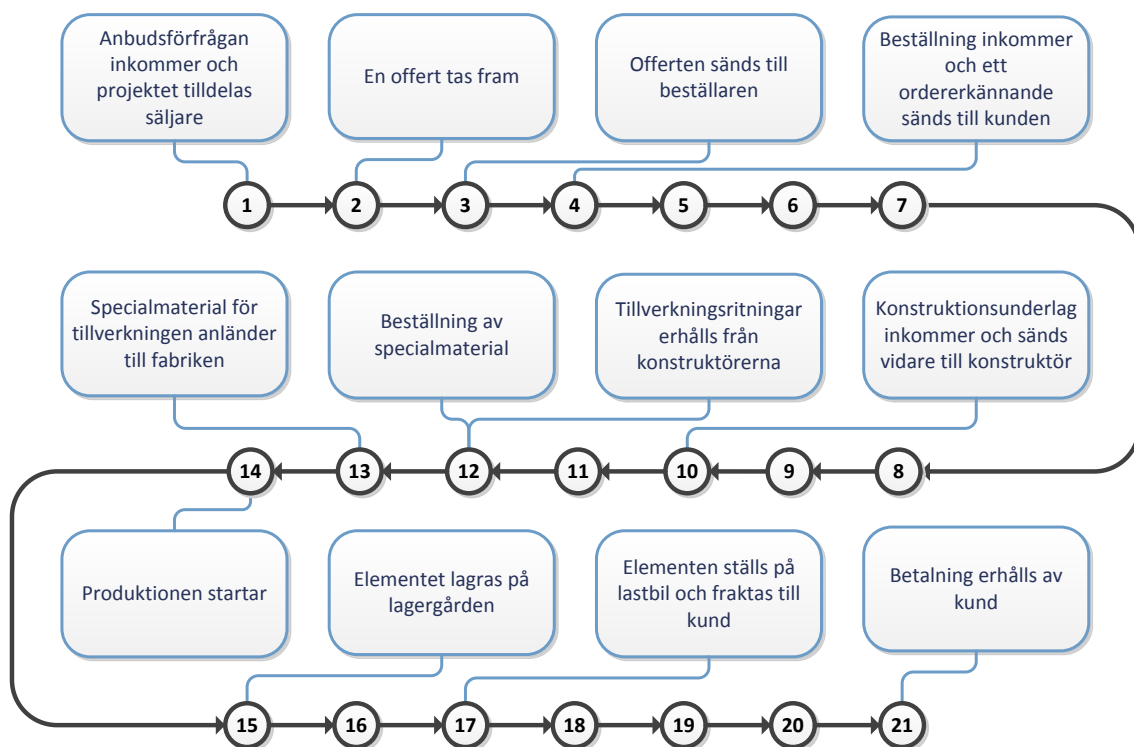 Anbudsförfrågan
inkommer och
projektet tilldelas
säljare
En offert tas fram
Offerten sänds till
beställaren
Beställning inkommer
och ett
ordererkännande
sänds till kunden
1
2
3
4
5
6
7
Specialmaterial för
tillverkningen anländer
till fabriken
Beställning av
specialmaterial
Tillverkningsritningar
erhålls från
konstruktörerna
Konstruktionsunderlag
inkommer och sänds
vidare till konstruktör
14
13
12
11
10
9
8
Produktionen startar
Elementet lagras på
lagergården
Elementen ställs på
lastbil och fraktas till
kund
Betalning erhålls av
kund
15
16
17
18
19
20
21